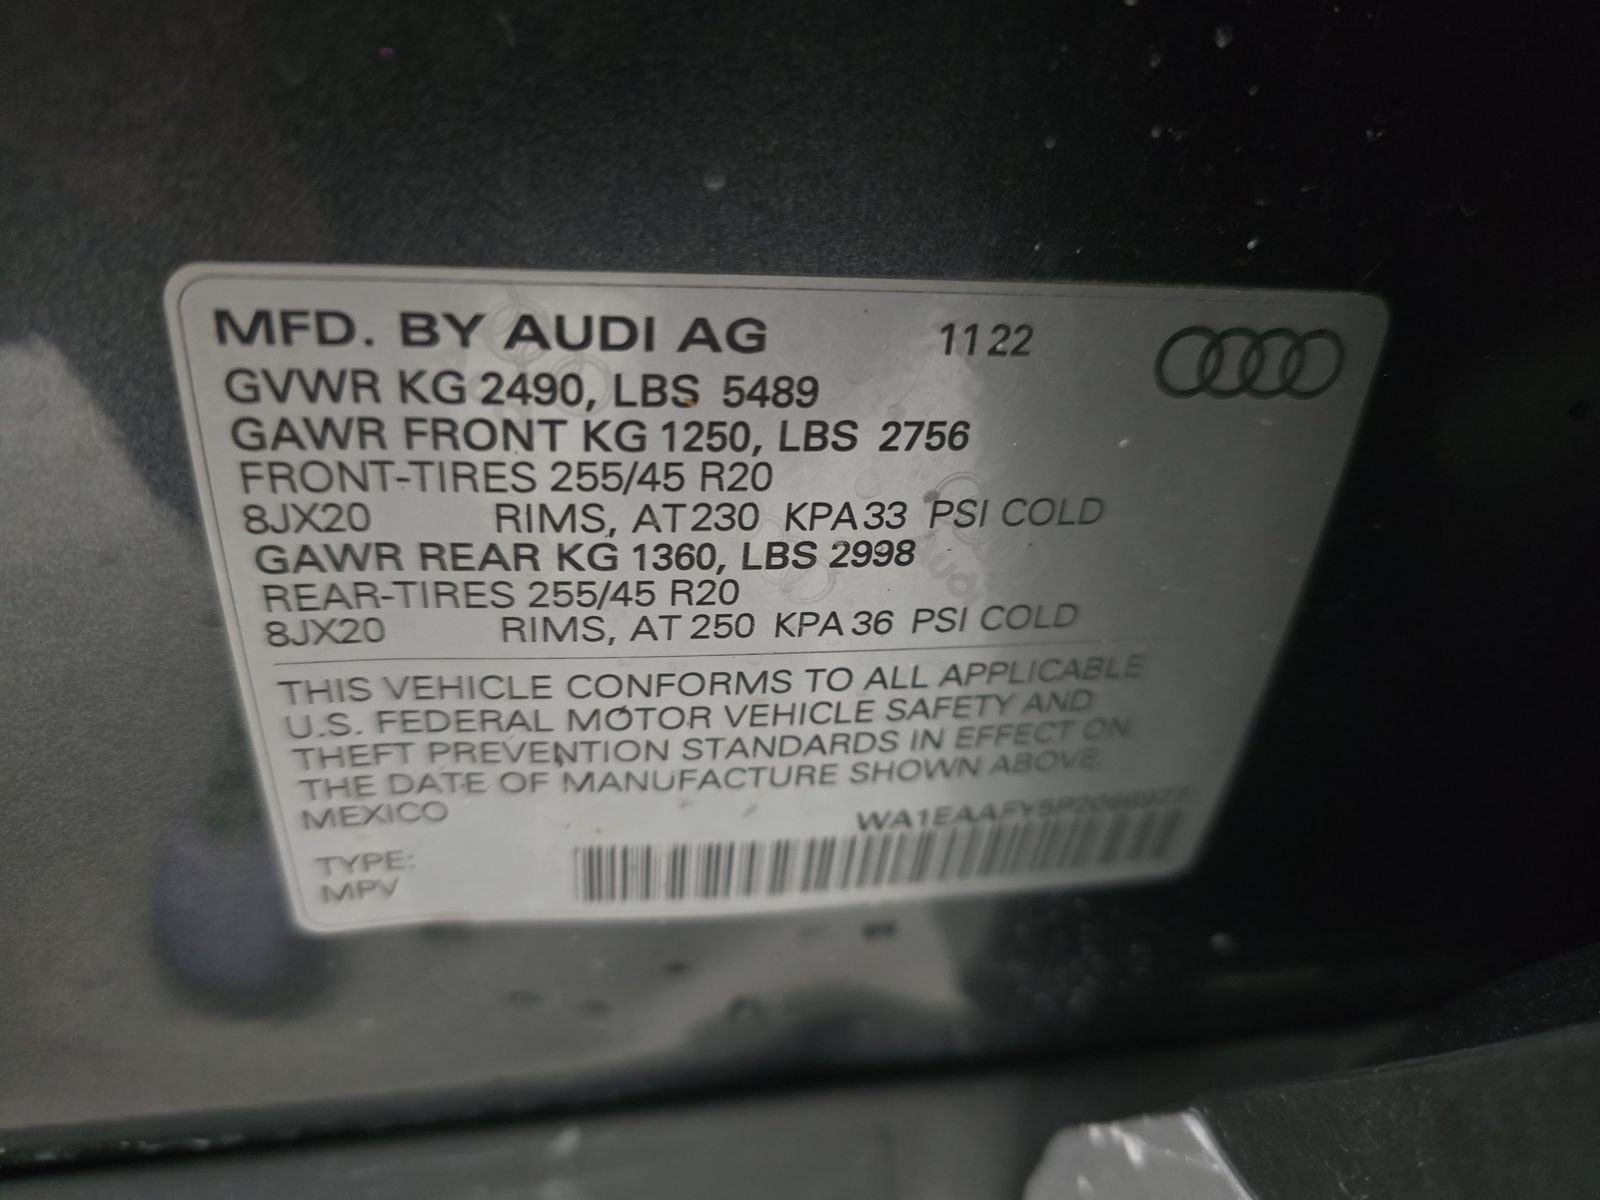 MFD. BY AUDI AG 11 22
GVWR KG 2490, LBS 5489
GAWR FRONT KG 1250, LBS 2756
FRONT-TIRES 255/45 R20
8JX20 RIMS, AT 230 KPA 33 PSI COLD
GAWR REAR KG 1360, LBS 2998
REAR-TIRES 255/45 R20
8JX20 RIMS, AT 250 KPA 36 PSI COLD
THIS VEHICLE CONFORMS TO ALL APPLICABLE
U.S. FEDERAL MOTOR VEHICLE SAFETY AND
THEFT PREVENTION STANDARDS IN EFFECT ON
THE DATE OF MANUFACTURE SHOWN ABOVE.
MEXICO
TYPE:
MPV